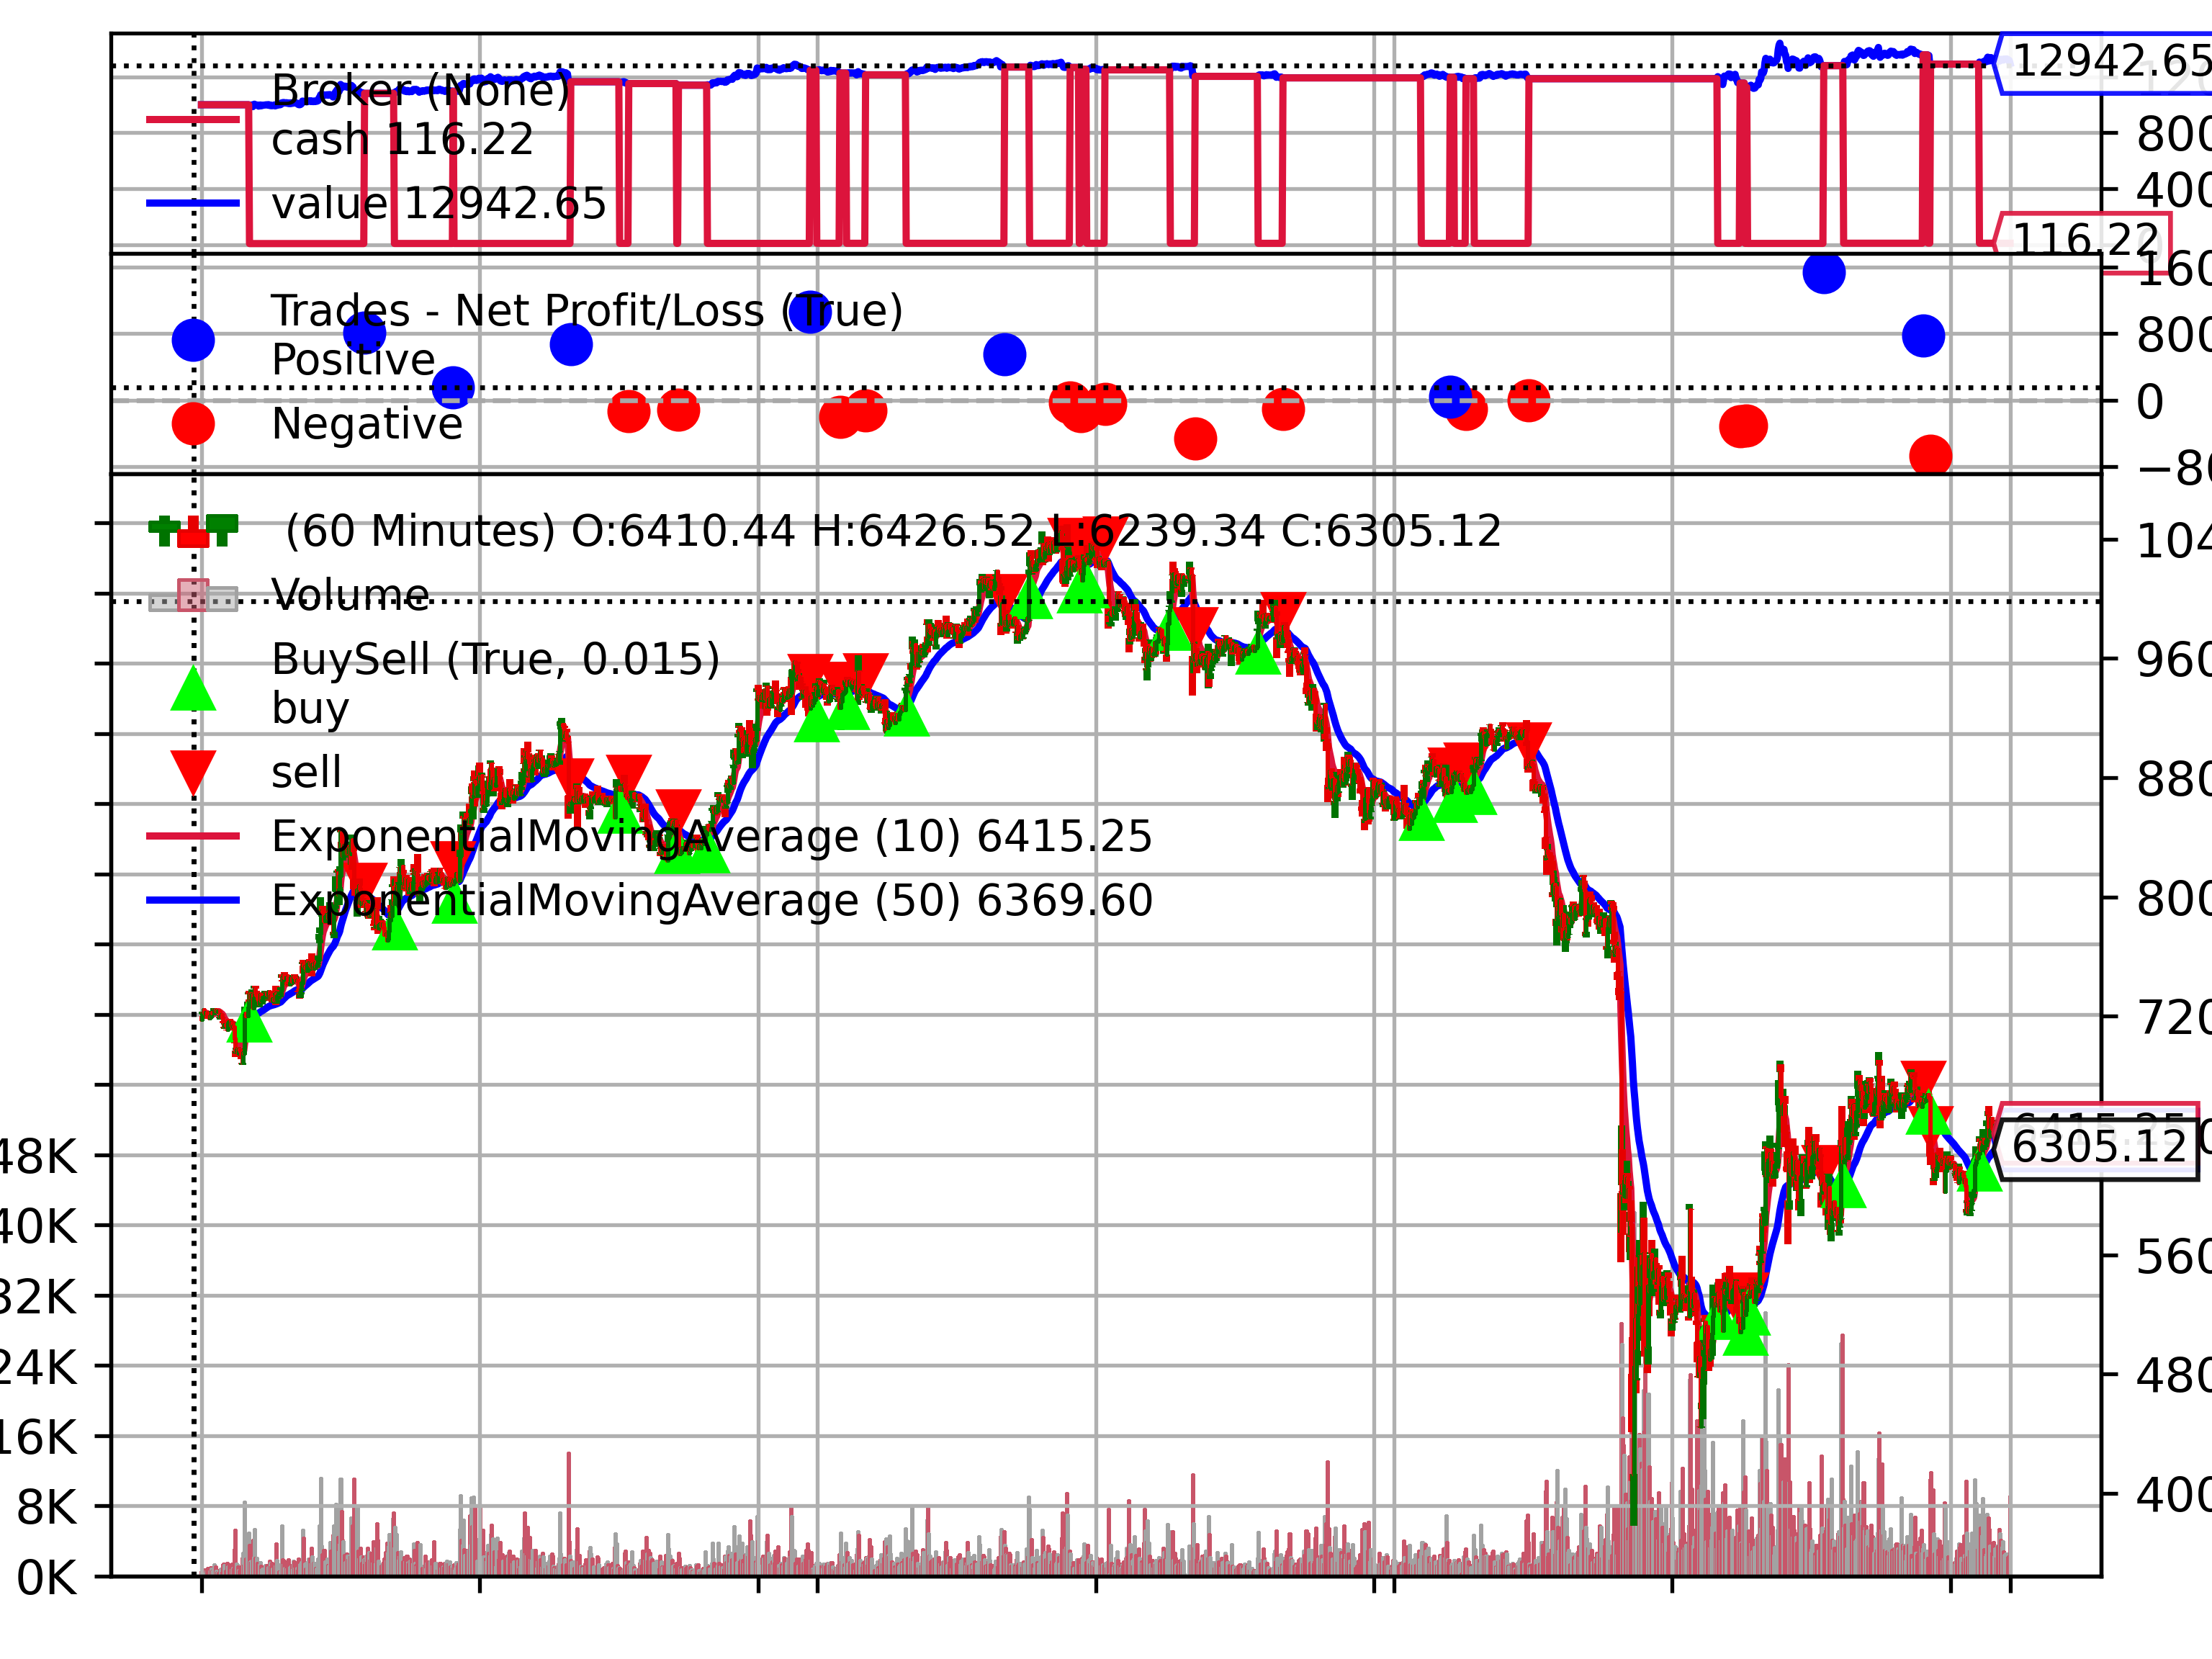 Broker (None)
cash 116.22
value 12942.65
12942.65
800
400
116.22
Trades - Net Profit/Loss (True)
Positive
Negative
160
800
0
−80
(60 Minutes) O:6410.44 H:6426.52 L:6239.34 C:6305.12
Volume
BuySell (True, 0.015)
buy
sell
ExponentialMovingAverage (10) 6415.25
ExponentialMovingAverage (50) 6369.60
104
960
880
800
720
6415.25
6305.12
560
480
400
48K
40K
32K
24K
16K
8K
0K